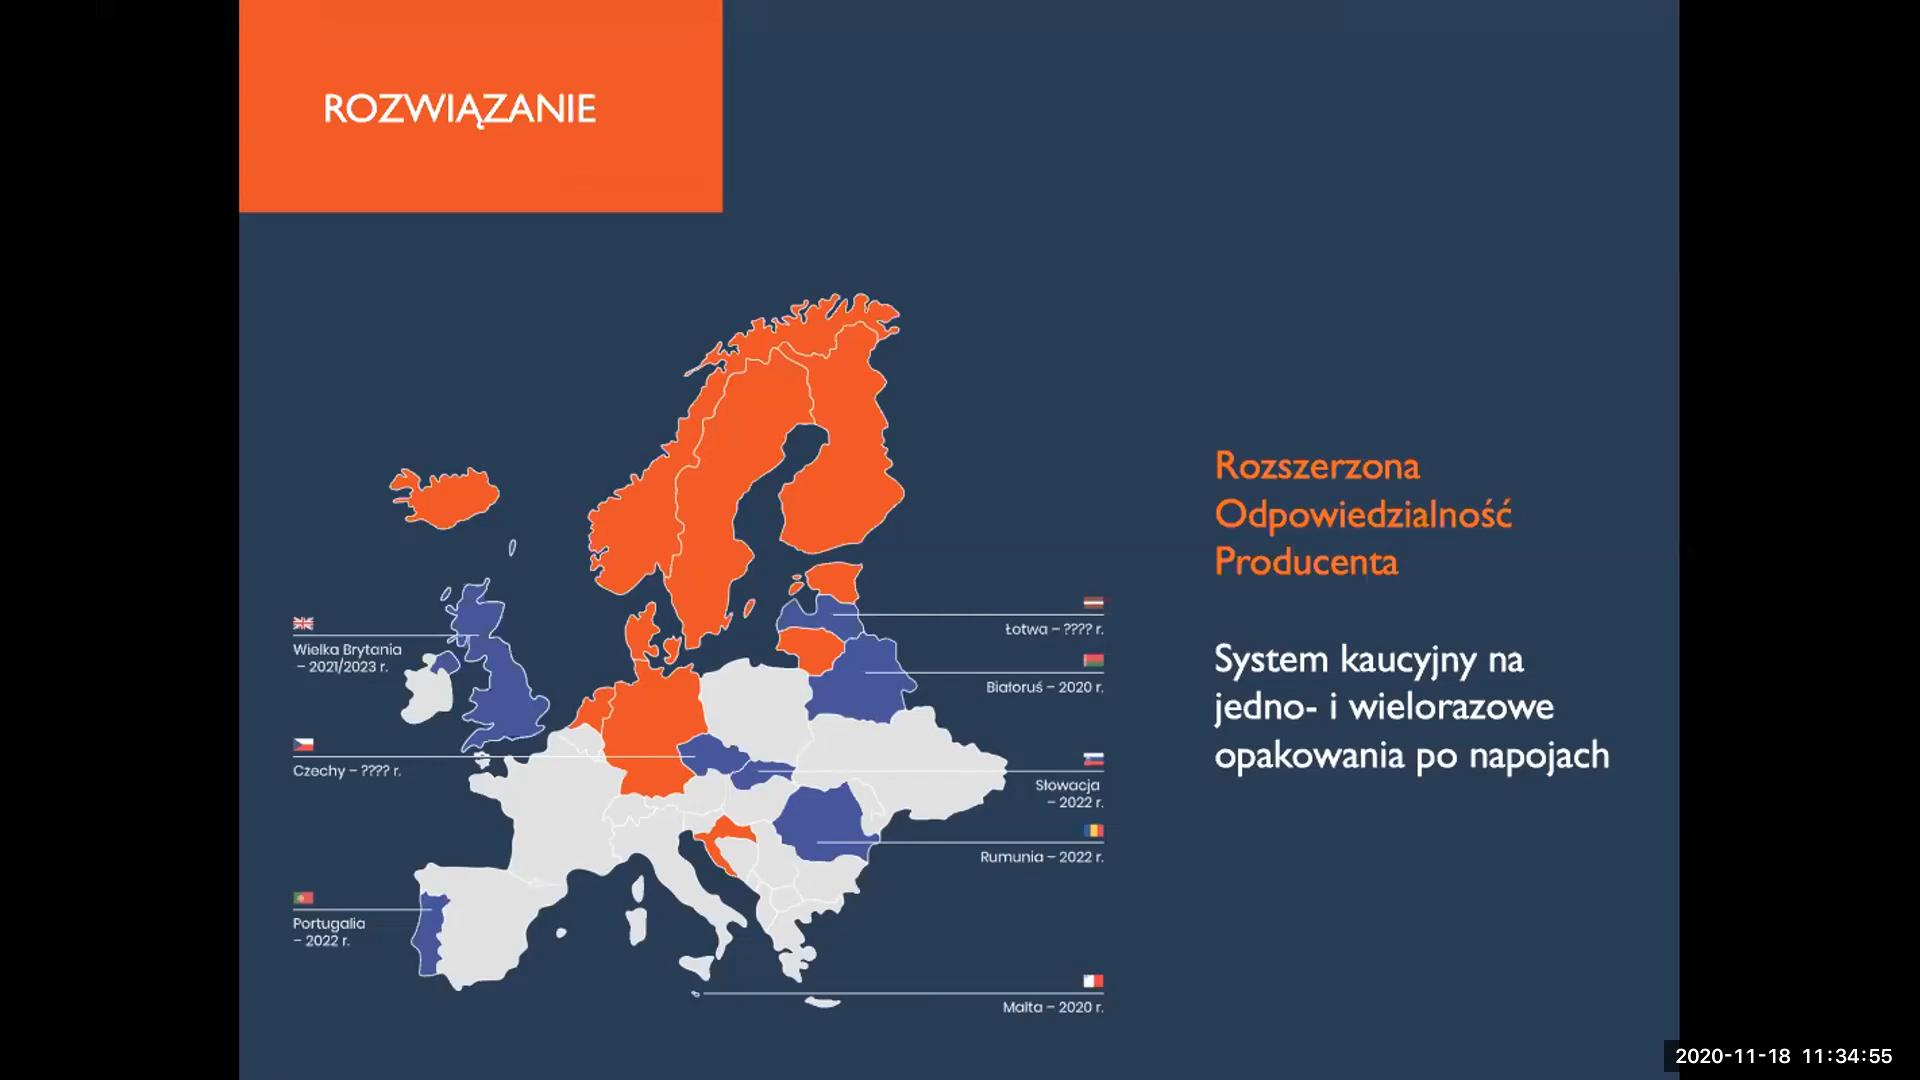 ROZWIĄZANIE
Wielka Brytania
– 2021/2023 r.
Czechy – ???? r.
Portugalia
– 2022 r.
Łotwa – ???? r.
Białoruś – 2020 r.
Słowacja
– 2022 r.
Rumunia – 2022 r.
Malta – 2020 r.
Rozszerzona
Odpowiedzialność
Producenta
System kaucyjny na
jedno- i wielorazowe
opakowania po napojach
2020-11-18 11:34:55